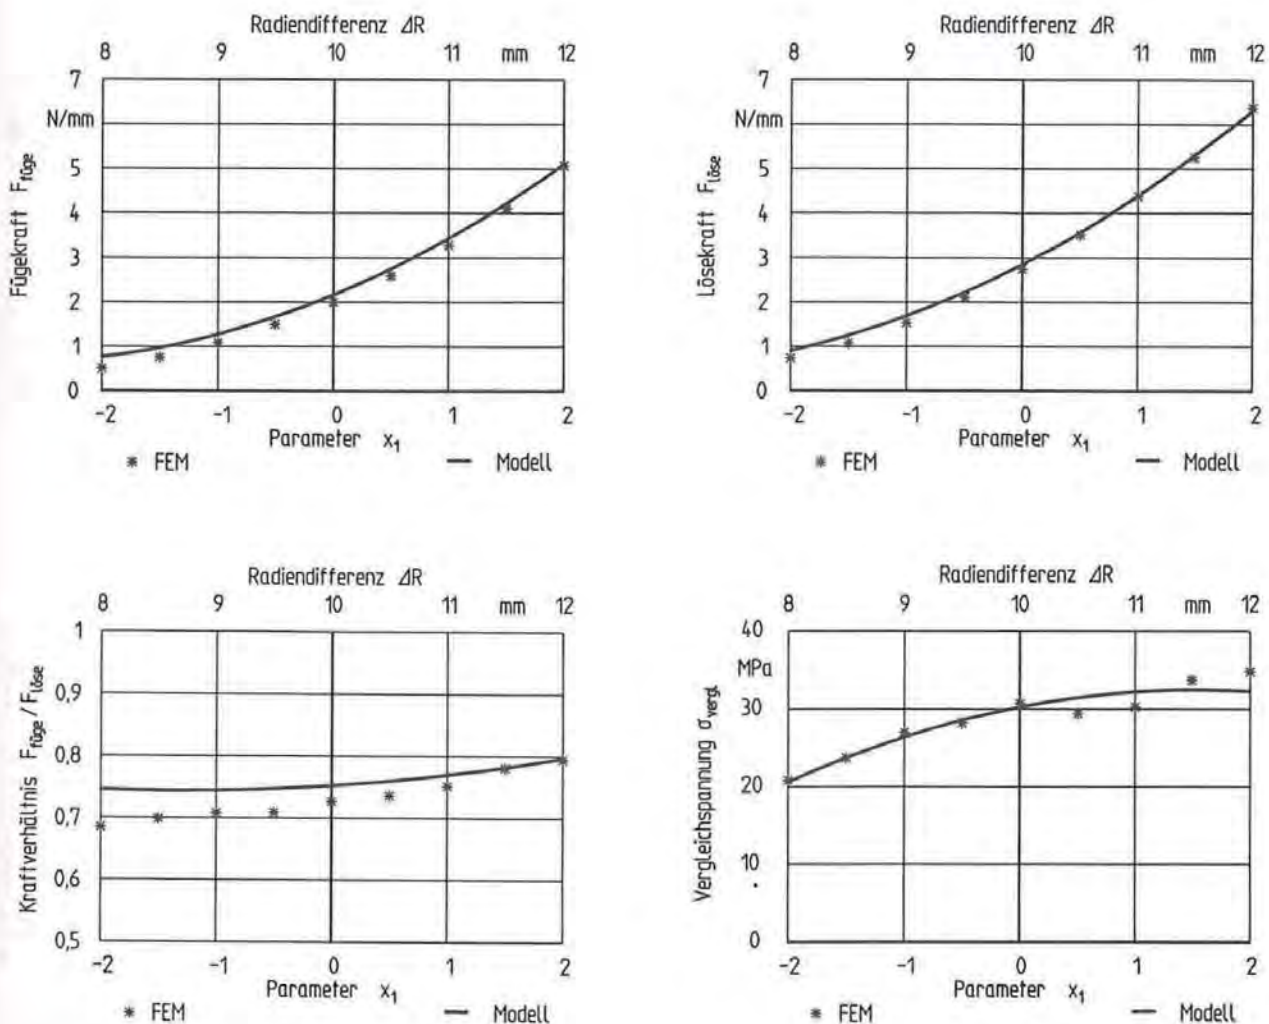 Radiendifferenz ΔR
8 9 10 11 mm 12
7
N/mm
5
4
3
2
1
0
Fügekraft F_füge
-2 -1 0 1 2
Parameter x₁
* FEM — Modell
Radiendifferenz ΔR
8 9 10 11 mm 12
7
N/mm
5
4
3
2
1
0
Lösekraft F_löse
-2 -1 0 1 2
Parameter x₁
* FEM — Modell
Radiendifferenz ΔR
8 9 10 11 mm 12
1
0,9
0,8
0,7
0,6
0,5
Kraftverhältnis F_füge / F_löse
-2 -1 0 1 2
Parameter x₁
* FEM — Modell
Radiendifferenz ΔR
8 9 10 11 mm 12
40
MPa
30
20
10
0
Vergleichspannung σ_vergl.
-2 -1 0 1 2
Parameter x₁
* FEM — Modell